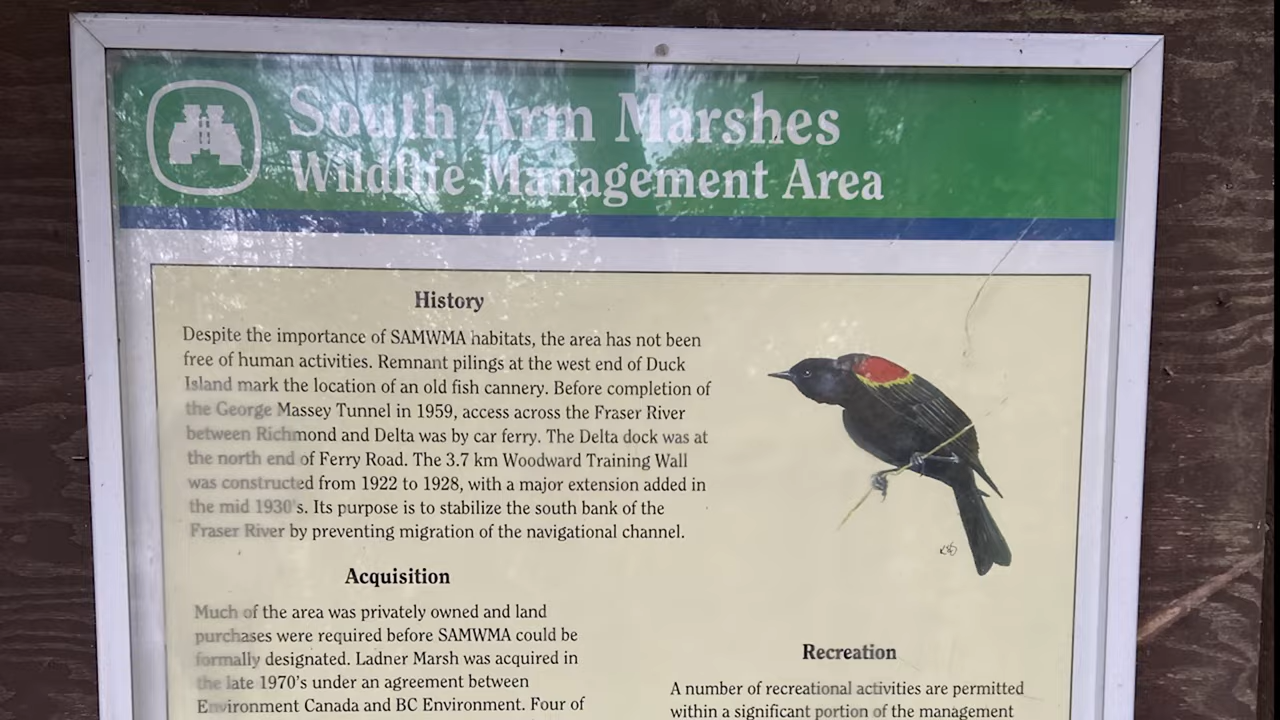 South Arm Marshes
Wildlife Management Area
History
Despite the importance of SAMWMA habitats, the area has not been
free of human activities. Remnant pilings at the west end of Duck
Island mark the location of an old fish cannery. Before completion of
the George Massey Tunnel in 1959, access across the Fraser River
between Richmond and Delta was by car ferry. The Delta dock was at
the north end of Ferry Road. The 3.7 km Woodward Training Wall
was constructed from 1922 to 1928, with a major extension added in
the mid 1930's. Its purpose is to stabilize the south bank of the
Fraser River by preventing migration of the navigational channel.
Acquisition
Much of the area was privately owned and land
purchases were required before SAMWMA could be
formally designated. Ladner Marsh was acquired in
the late 1970's under an agreement between
Environment Canada and BC Environment. Four of
Recreation
A number of recreational activities are permitted
within a significant portion of the management